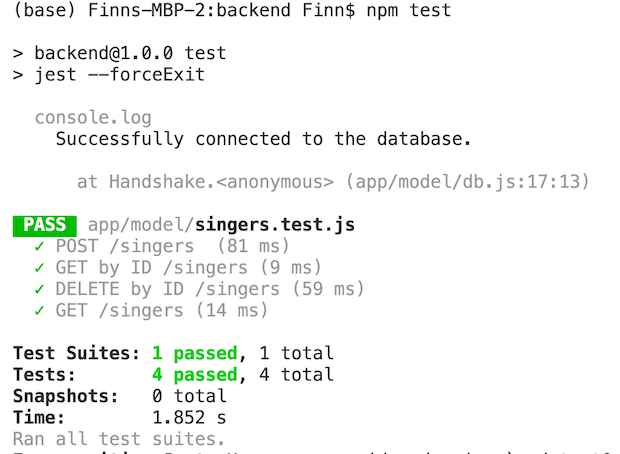 (base) Finns-MBP-2:backend Finn$ npm test
> backend@1.0.0 test
> jest --forceExit
console.log
Successfully connected to the database.
at Handshake.<anonymous> (app/model/db.js:17:13)
PASS app/model/singers.test.js
✓ POST /singers (81 ms)
✓ GET by ID /singers (9 ms)
✓ DELETE by ID /singers (59 ms)
✓ GET /singers (14 ms)
Test Suites: 1 passed, 1 total
Tests: 4 passed, 4 total
Snapshots: 0 total
Time: 1.852 s
Ran all test suites.